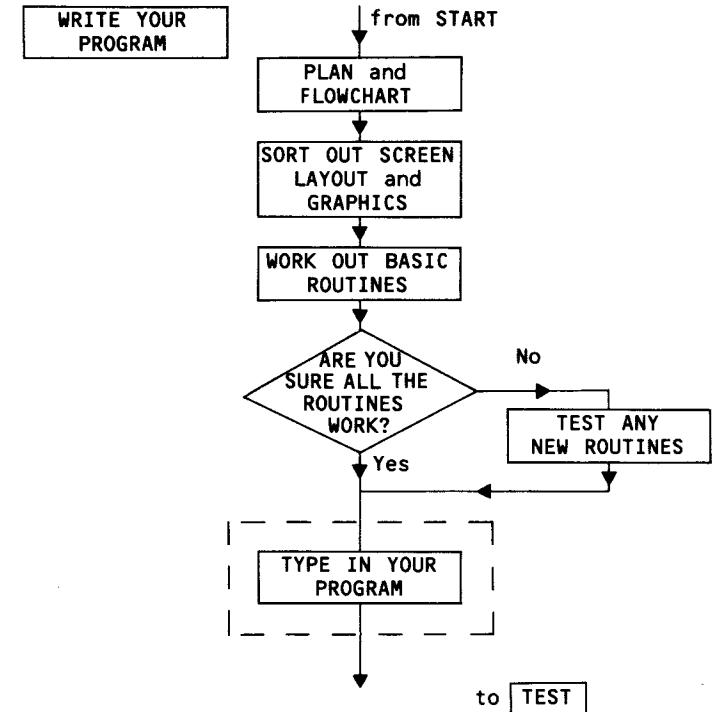 WRITE YOUR
PROGRAM
from START
PLAN and
FLOWCHART
SORT OUT SCREEN
LAYOUT and
GRAPHICS
WORK OUT BASIC
ROUTINES
ARE YOU
SURE ALL THE
ROUTINES
WORK?
No
TEST ANY
NEW ROUTINES
Yes
TYPE IN YOUR
PROGRAM
to TEST